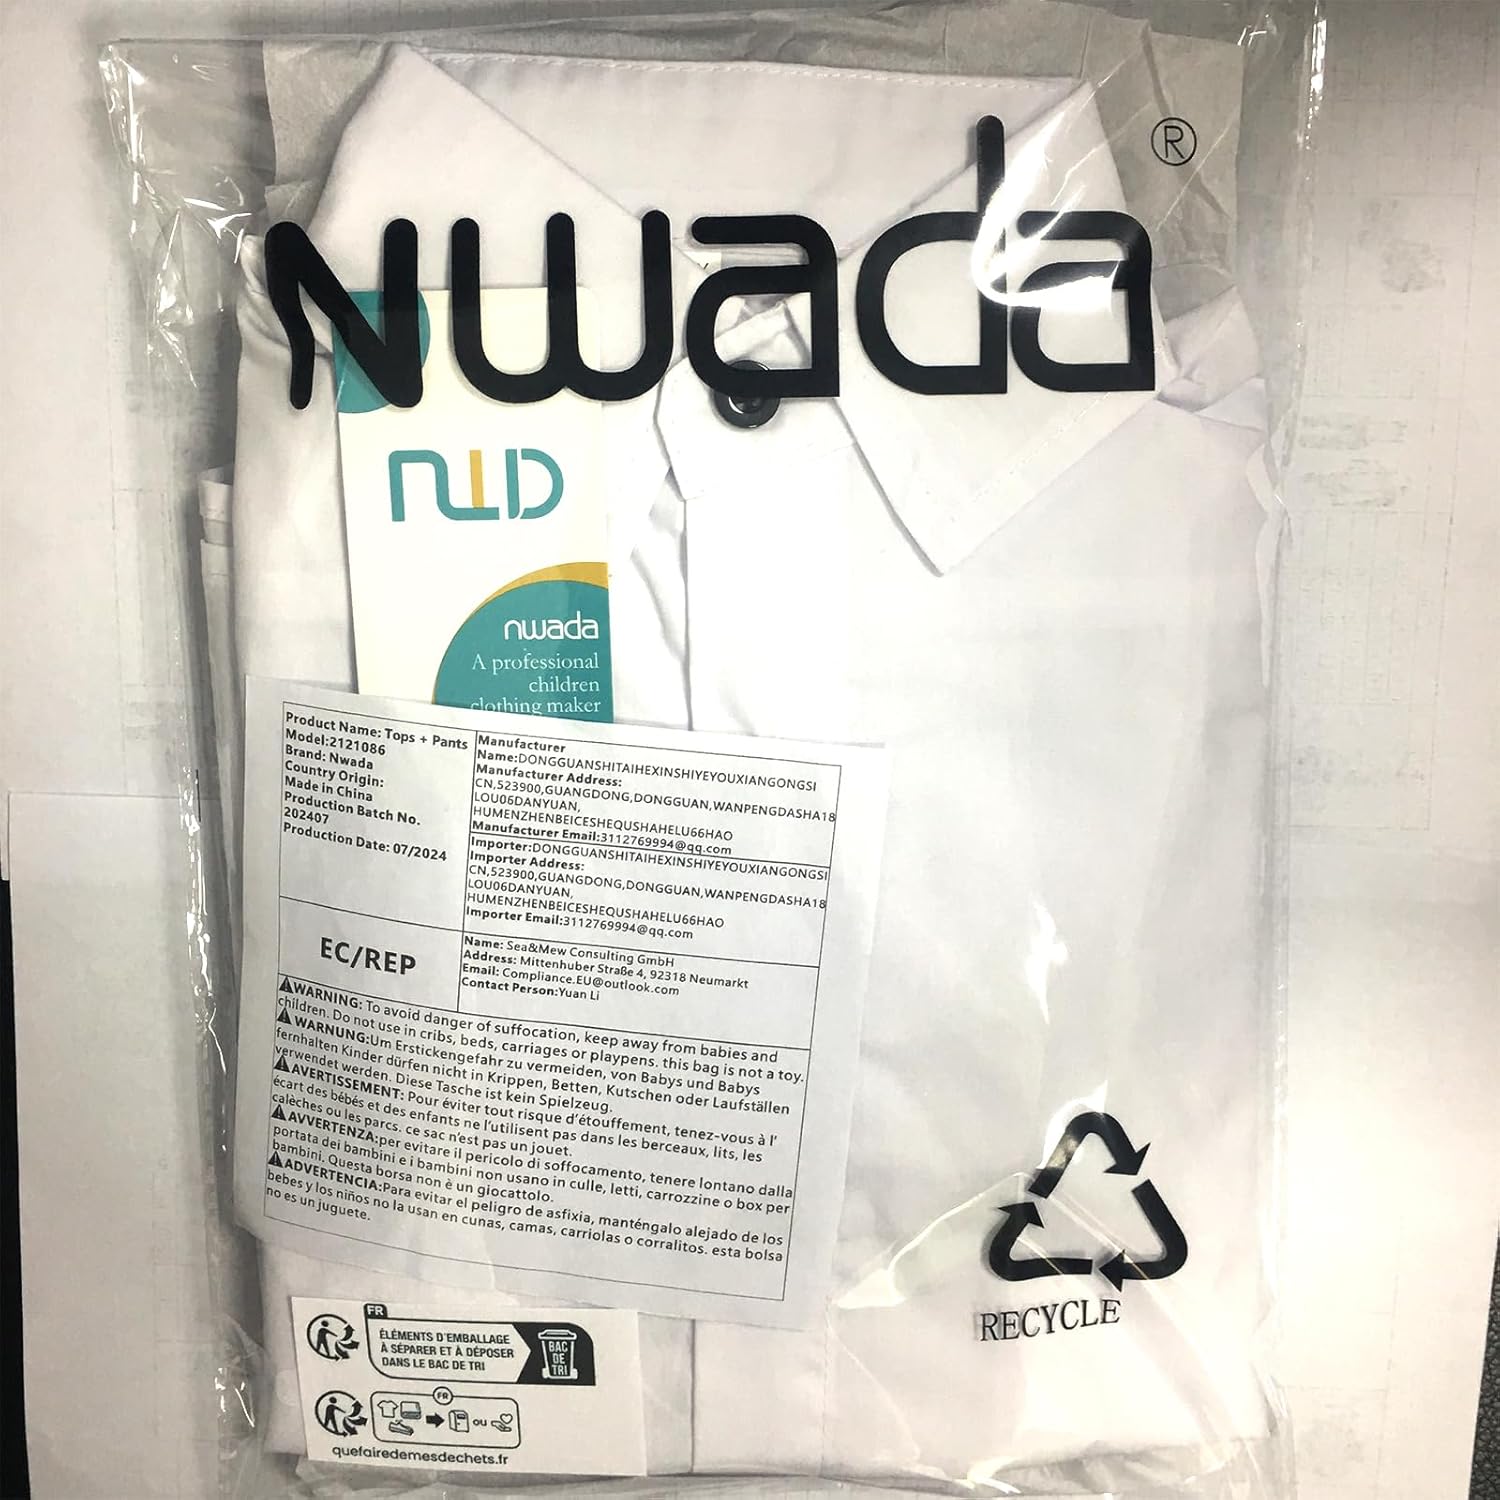 nwada ®
nwada
A professional
children
clothing maker
Product Name: Tops + Pants
Model:2121086
Brand: Nwada
Country Origin:
Made in China
Production Batch No.
202407
Production Date: 07/2024
Manufacturer
Name:DONGGUANSHITAIHEXINSHIYEYOUXIANGONGSI
Manufacturer Address:
CN,523900,GUANGDONG,DONGGUAN,WANPENGDASHA18
LOU06DANYUAN,
HUMENZHENBEICESHEQUSHAHELU66HAO
Manufacturer Email:3112769994@qq.com
Importer:DONGGUANSHITAIHEXINSHIYEYOUXIANGONGSI
Importer Address:
CN,523900,GUANGDONG,DONGGUAN,WANPENGDASHA18
LOU06DANYUAN,
HUMENZHENBEICESHEQUSHAHELU66HAO
Importer Email:3112769994@qq.com
EC/REP
Name: Sea&Mew Consulting GmbH
Address: Mittenhuber Straße 4, 92318 Neumarkt
Email: Compliance.EU@outlook.com
Contact Person:Yuan Li
WARNING: To avoid danger of suffocation, keep away from babies and
children. Do not use in cribs, beds, carriages or playpens. this bag is not a toy.
WARNUNG:Um Erstickengefahr zu vermeiden, von Babys und Babys
fernhalten Kinder dürfen nicht in Krippen, Betten, Kutschen oder Laufställen
verwendet werden. Diese Tasche ist kein Spielzeug.
AVERTISSEMENT: Pour éviter tout risque d'étouffement, tenez-vous à l'
écart des bébés et des enfants ne l'utilisent pas dans les berceaux, lits, les
calèches ou les parcs. ce sac n'est pas un jouet.
AVVERTENZA:per evitare il pericolo di soffocamento, tenere lontano dalla
portata dei bambini e i bambini non usano in culle, letti, carrozzine o box per
bambini. Questa borsa non è un giocattolo.
ADVERTENCIA:Para evitar el peligro de asfixia, manténgalo alejado de los
bebes y los niños no la usan en cunas, camas, carriolas o corralitos. esta bolsa
no es un juguete.
RECYCLE
FR
ÉLÉMENTS D'EMBALLAGE
À SÉPARER ET À DÉPOSER
DANS LE BAC DE TRI
BAC
DE
TRI
FR
ou
quefairedemesdechets.fr